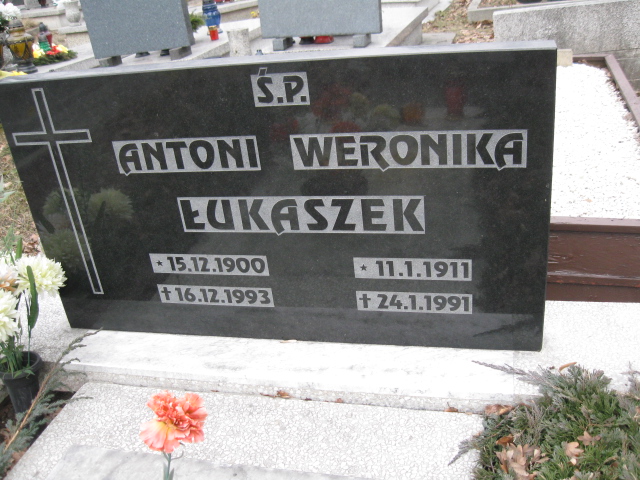 Ś.P.
ANTONI WERONIKA
ŁUKASZEK
* 15.12.1900 * 11.1.1911
✝ 16.12.1993 ✝ 24.1.1991